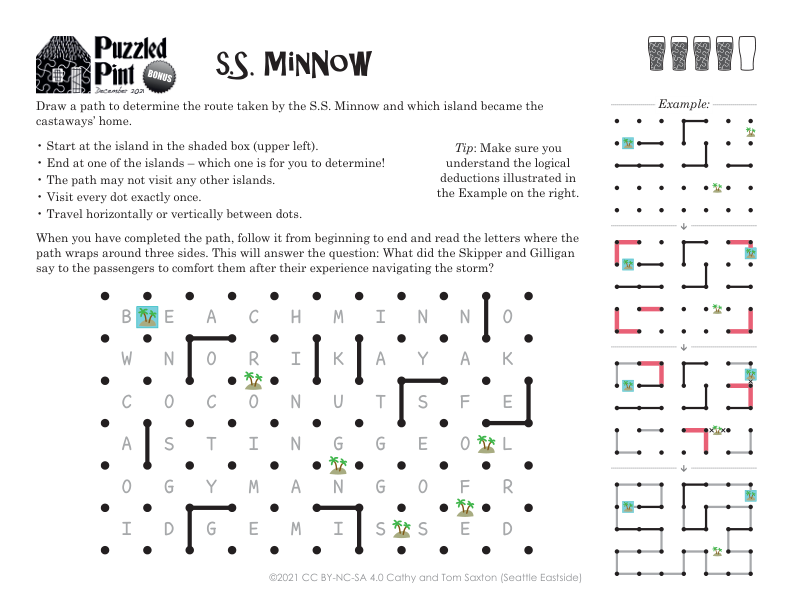 Puzzled
Pint
December 2021
BONUS
S.S. MINNOW
Draw a path to determine the route taken by the S.S. Minnow and which island became the
castaways' home.
• Start at the island in the shaded box (upper left).
• End at one of the islands – which one is for you to determine!
• The path may not visit any other islands.
• Visit every dot exactly once.
• Travel horizontally or vertically between dots.
Tip: Make sure you
understand the logical
deductions illustrated in
the Example on the right.
When you have completed the path, follow it from beginning to end and read the letters where the
path wraps around three sides. This will answer the question: What did the Skipper and Gilligan
say to the passengers to comfort them after their experience navigating the storm?
B E A C H M I N N O
W N O R I K A Y A K
C O C O N U T S F E
A S T I N G G E O L
O G Y M A N G O F R
I D G E M I S S E D
©2021 CC BY-NC-SA 4.0 Cathy and Tom Saxton (Seattle Eastside)
Example: